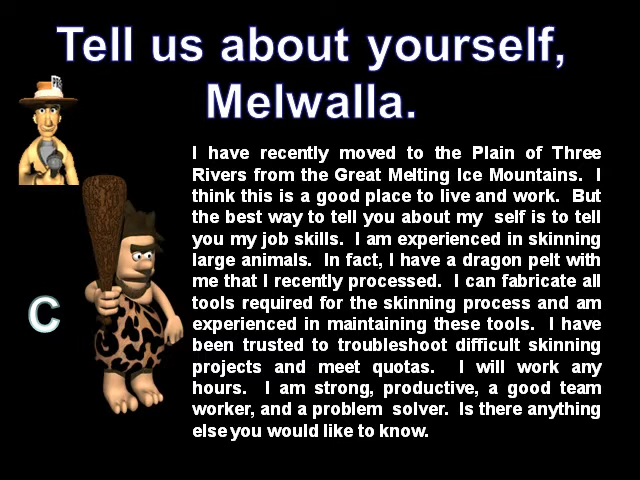 Tell us about yourself,
Melwalla.
I have recently moved to the Plain of Three
Rivers from the Great Melting Ice Mountains. I
think this is a good place to live and work. But
the best way to tell you about my self is to tell
you my job skills. I am experienced in skinning
large animals. In fact, I have a dragon pelt with
me that I recently processed. I can fabricate all
tools required for the skinning process and am
experienced in maintaining these tools. I have
been trusted to troubleshoot difficult skinning
projects and meet quotas. I will work any
hours. I am strong, productive, a good team
worker, and a problem solver. Is there anything
else you would like to know.
C